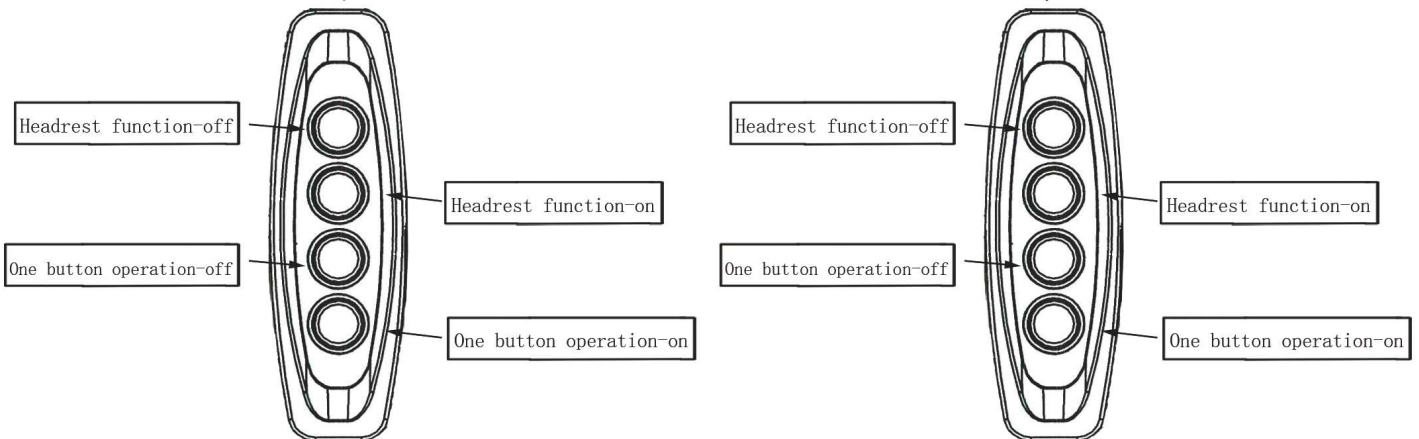 Headrest function-off
Headrest function-on
One button operation-off
One button operation-on
Headrest function-off
Headrest function-on
One button operation-off
One button operation-on